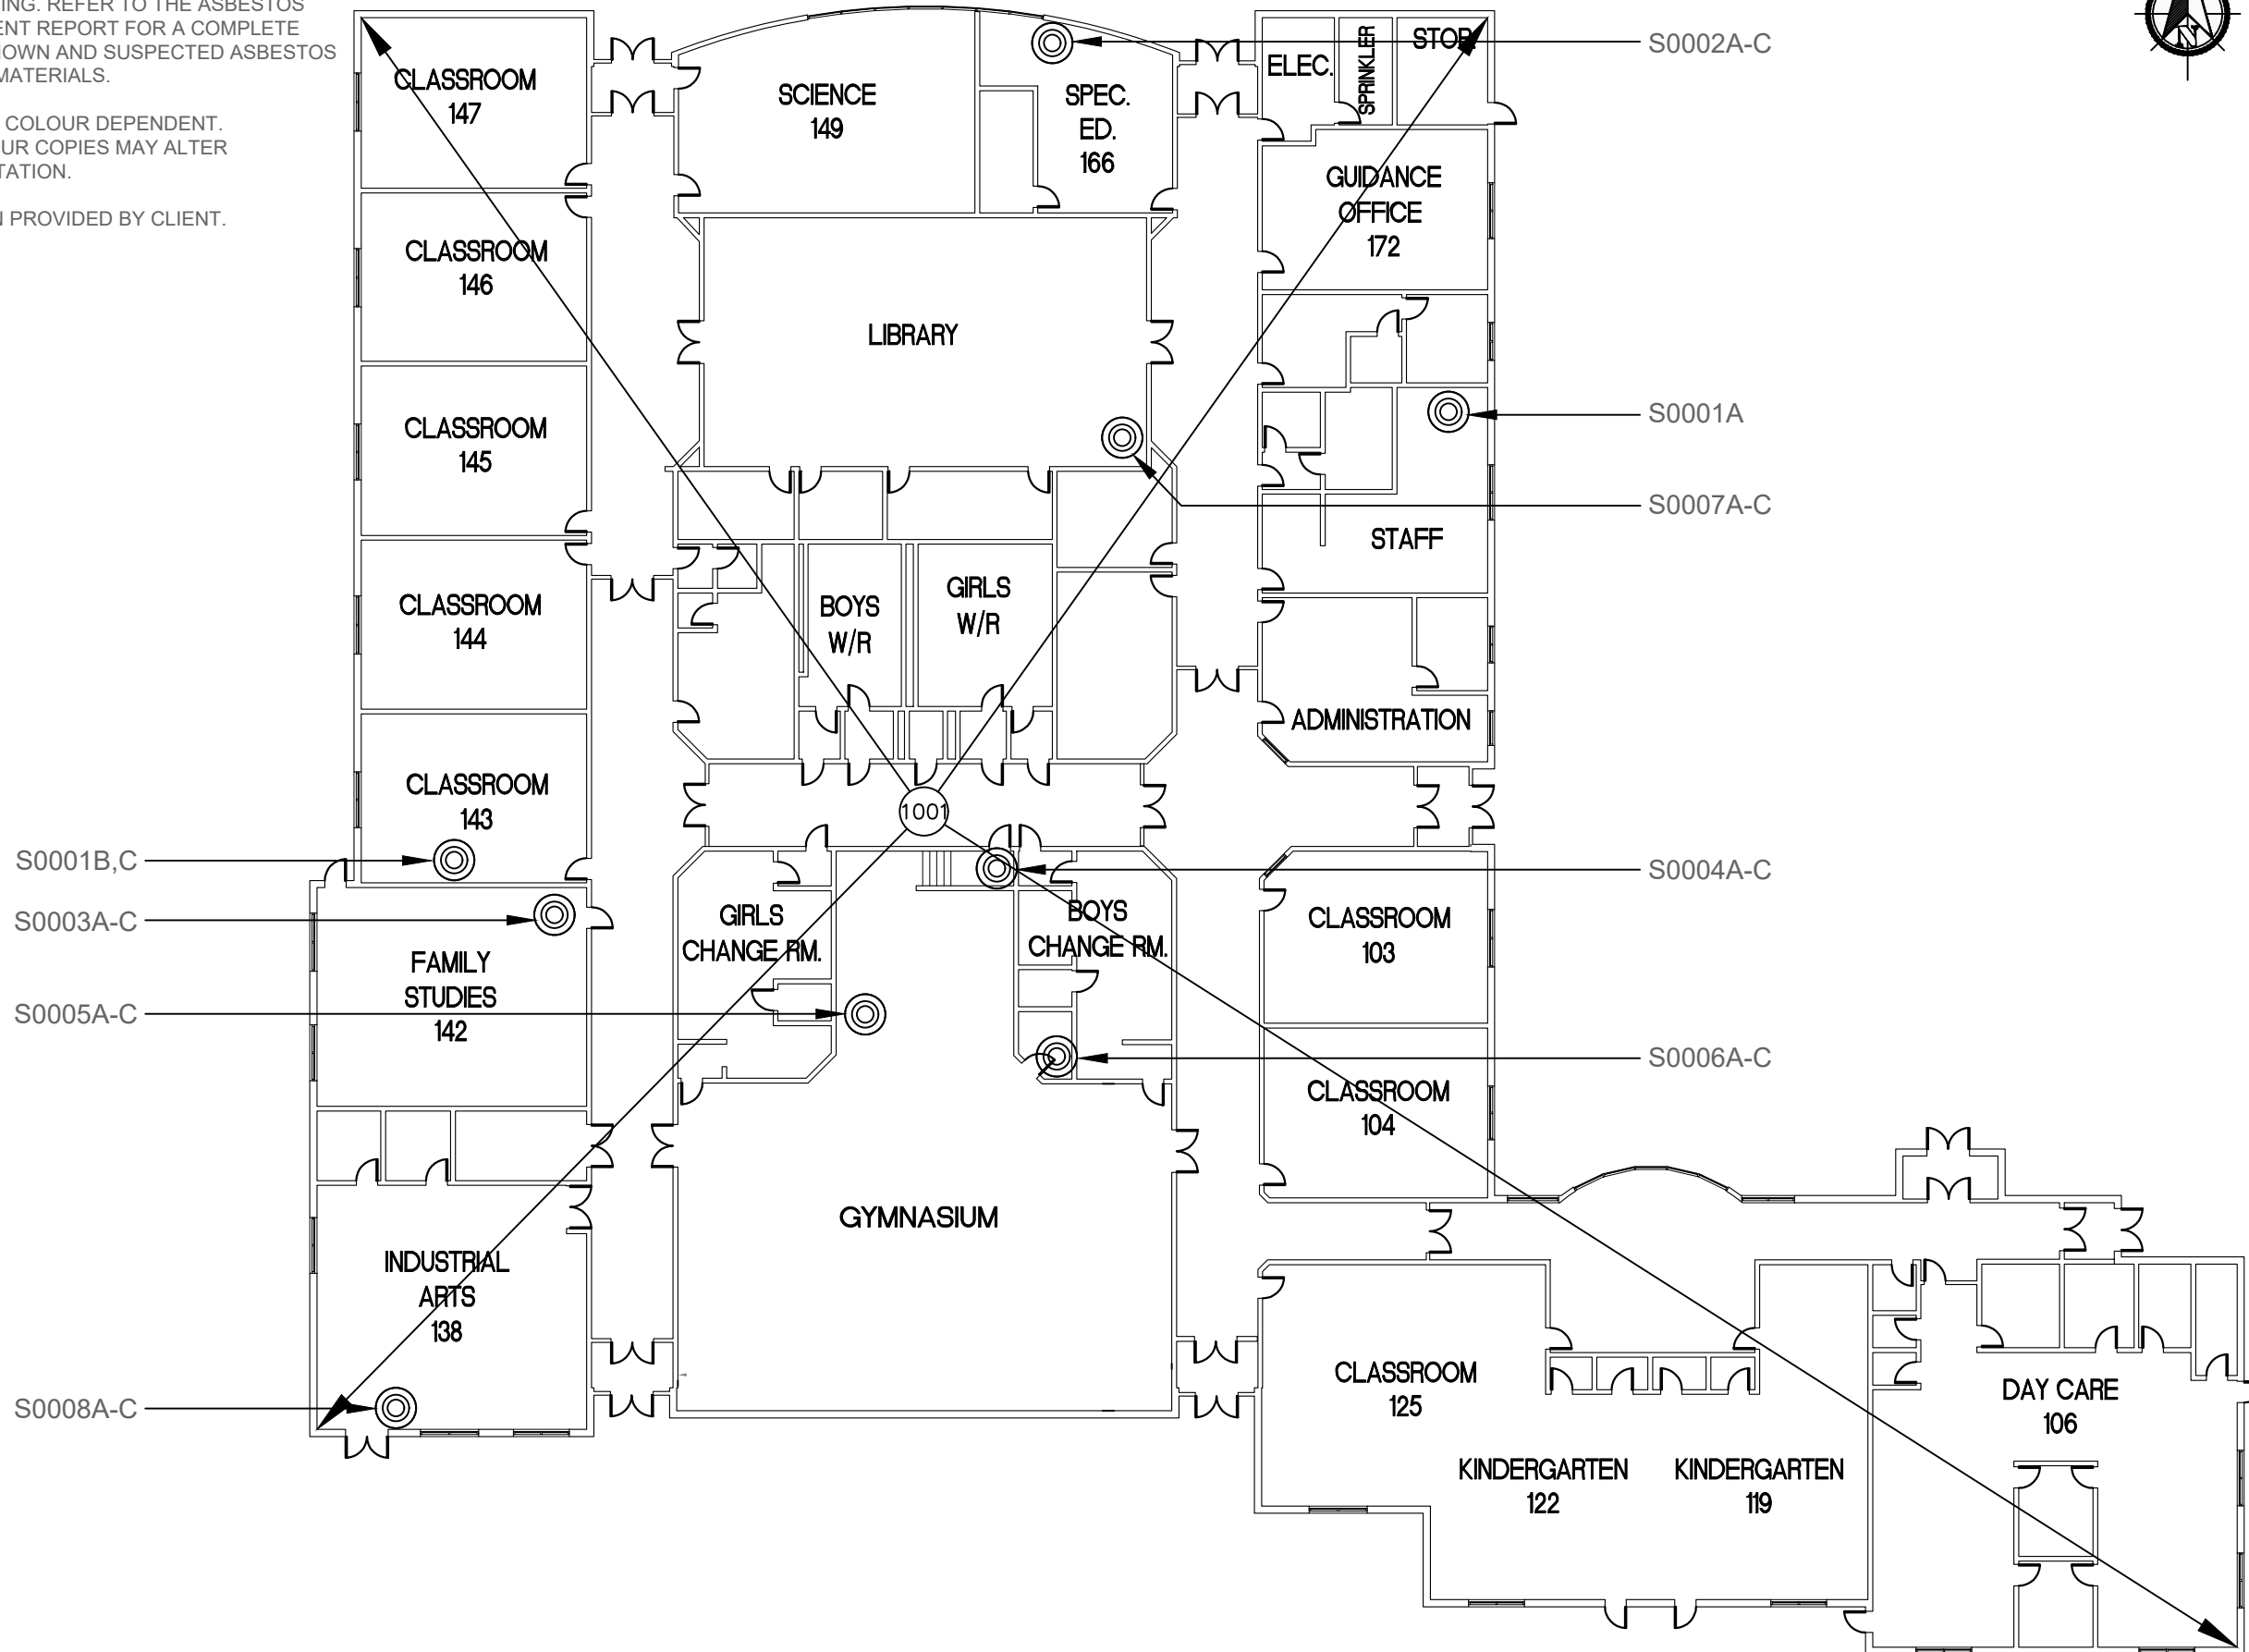 ING. REFER TO THE ASBESTOS
ENT REPORT FOR A COMPLETE
OWN AND SUSPECTED ASBESTOS
MATERIALS.
COLOUR DEPENDENT.
UR COPIES MAY ALTER
TATION.
N PROVIDED BY CLIENT.
N
CLASSROOM
147
SCIENCE
149
SPEC.
ED.
166
ELEC.
SPRINKLER
STOR.
S0002A-C
GUIDANCE
OFFICE
172
CLASSROOM
146
LIBRARY
CLASSROOM
145
S0001A
S0007A-C
STAFF
CLASSROOM
144
BOYS
W/R
GIRLS
W/R
ADMINISTRATION
CLASSROOM
143
1001
S0001B,C
S0004A-C
S0003A-C
GIRLS
CHANGE RM.
BOYS
CHANGE RM.
CLASSROOM
103
FAMILY
STUDIES
142
S0005A-C
S0006A-C
CLASSROOM
104
GYMNASIUM
INDUSTRIAL
ARTS
138
S0008A-C
CLASSROOM
125
KINDERGARTEN
122
KINDERGARTEN
119
DAY CARE
106